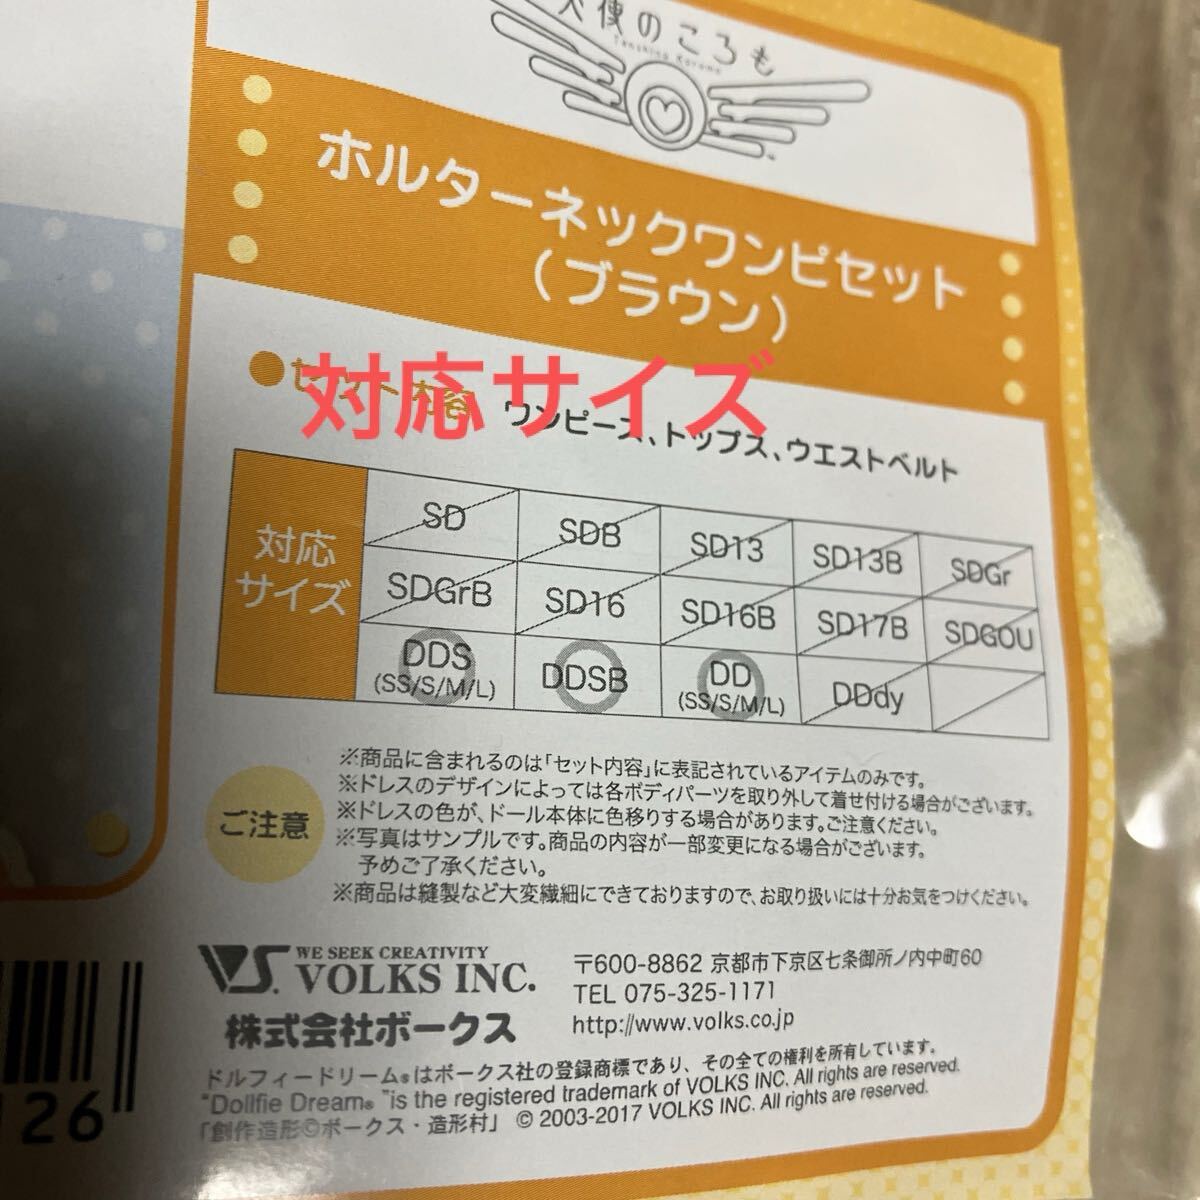 天使のころも
Tenshino Koromo
ホルターネックワンピセット
（ブラウン）
対応サイズ
●セット内容 ワンピース、トップス、ウエストベルト
対応
サイズ
SD SDB SD13 SD13B SDGr
SDGrB SD16 SD16B SD17B SDGOU
DDS DDSB DD DDdy
(SS/S/M/L) (SS/S/M/L)
ご注意
※商品に含まれるのは「セット内容」に表記されているアイテムのみです。
※ドレスのデザインによっては各ボディパーツを取り外して着せ付ける場合がございます。
※ドレスの色が、ドール本体に色移りする場合があります。ご注意ください。
※写真はサンプルです。商品の内容が一部変更になる場合がございます。
予めご了承ください。
※商品は縫製など大変繊細にできておりますので、お取り扱いには十分お気をつけください。
VS. WE SEEK CREATIVITY
VOLKS INC.
株式会社ボークス
〒600-8862 京都市下京区七条御所ノ内中町60
TEL 075-325-1171
http://www.volks.co.jp
ドルフィードリーム®はボークス社の登録商標であり、その全ての権利を所有しています。
"Dollfie Dream® "is the registered trademark of VOLKS INC. All rights are reserved.
「創作造形©ボークス・造形村」 © 2003-2017 VOLKS INC. All rights are reserved.
126